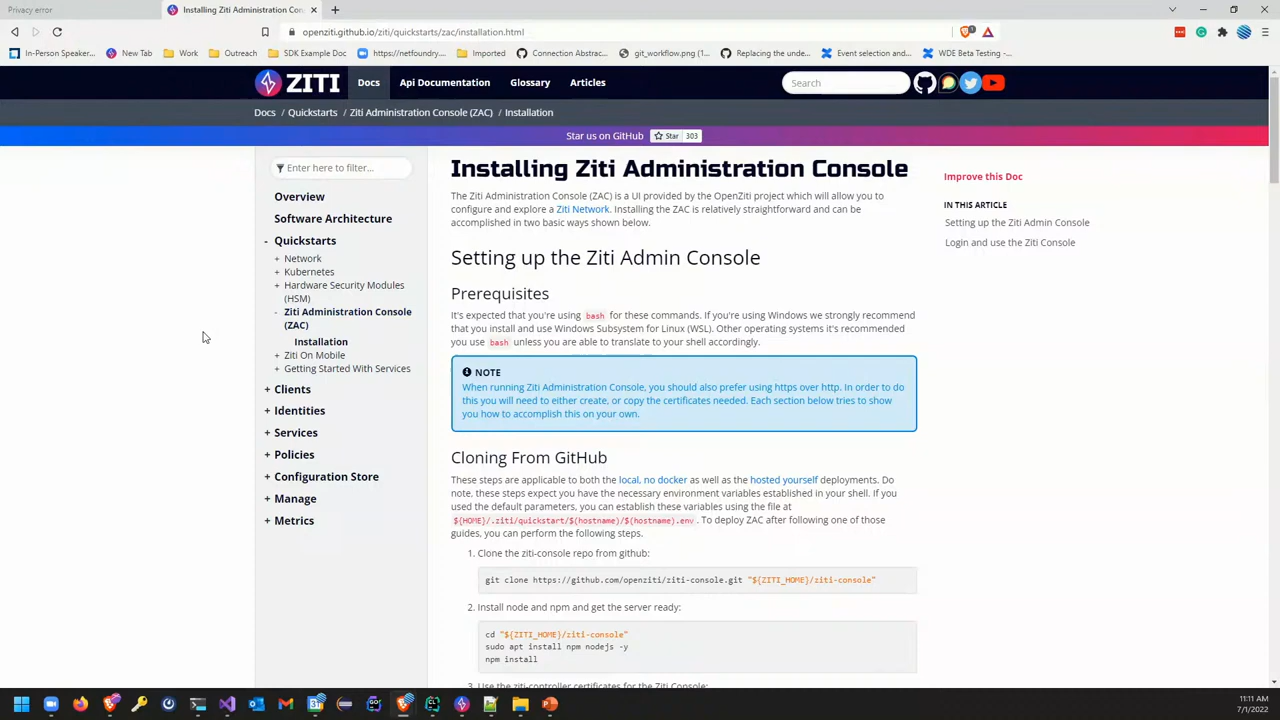 Privacy error
Installing Ziti Administration Con
openziti.github.io/ziti/quickstarts/zac/installation.html
In-Person Speaker...
New Tab
Work
Outreach
SDK Example Doc
https://netfoundry....
Imported
Connection Abstrac...
git_workflow.png (1...
Replacing the unde...
Event selection and...
WDE Beta Testing -...
ZITI
Docs
Api Documentation
Glossary
Articles
Search
Docs / Quickstarts / Ziti Administration Console (ZAC) / Installation
Star us on GitHub
Star 303
Enter here to filter...
Overview
Software Architecture
- Quickstarts
+ Network
+ Kubernetes
+ Hardware Security Modules
(HSM)
- Ziti Administration Console
(ZAC)
Installation
+ Ziti On Mobile
+ Getting Started With Services
+ Clients
+ Identities
+ Services
+ Policies
+ Configuration Store
+ Manage
+ Metrics
Installing Ziti Administration Console
The Ziti Administration Console (ZAC) is a UI provided by the OpenZiti project which will allow you to
configure and explore a Ziti Network. Installing the ZAC is relatively straightforward and can be
accomplished in two basic ways shown below.
Setting up the Ziti Admin Console
Prerequisites
It's expected that you're using bash for these commands. If you're using Windows we strongly recommend
that you install and use Windows Subsystem for Linux (WSL). Other operating systems it's recommended
you use bash unless you are able to translate to your shell accordingly.
NOTE
When running Ziti Administration Console, you should also prefer using https over http. In order to do
this you will need to either create, or copy the certificates needed. Each section below tries to show
you how to accomplish this on your own.
Cloning From GitHub
These steps are applicable to both the local, no docker as well as the hosted yourself deployments. Do
note, these steps expect you have the necessary environment variables established in your shell. If you
used the default parameters, you can establish these variables using the file at
${HOME}/.ziti/quickstart/$(hostname)/$(hostname).env . To deploy ZAC after following one of those
guides, you can perform the following steps.
1. Clone the ziti-console repo from github:
git clone https://github.com/openziti/ziti-console.git "${ZITI_HOME}/ziti-console"
2. Install node and npm and get the server ready:
cd "${ZITI_HOME}/ziti-console"
sudo apt install npm nodejs -y
npm install
3. Use the ziti-controller certificates for the Ziti Console:
Improve this Doc
IN THIS ARTICLE
Setting up the Ziti Admin Console
Login and use the Ziti Console
11:11 AM
7/1/2022